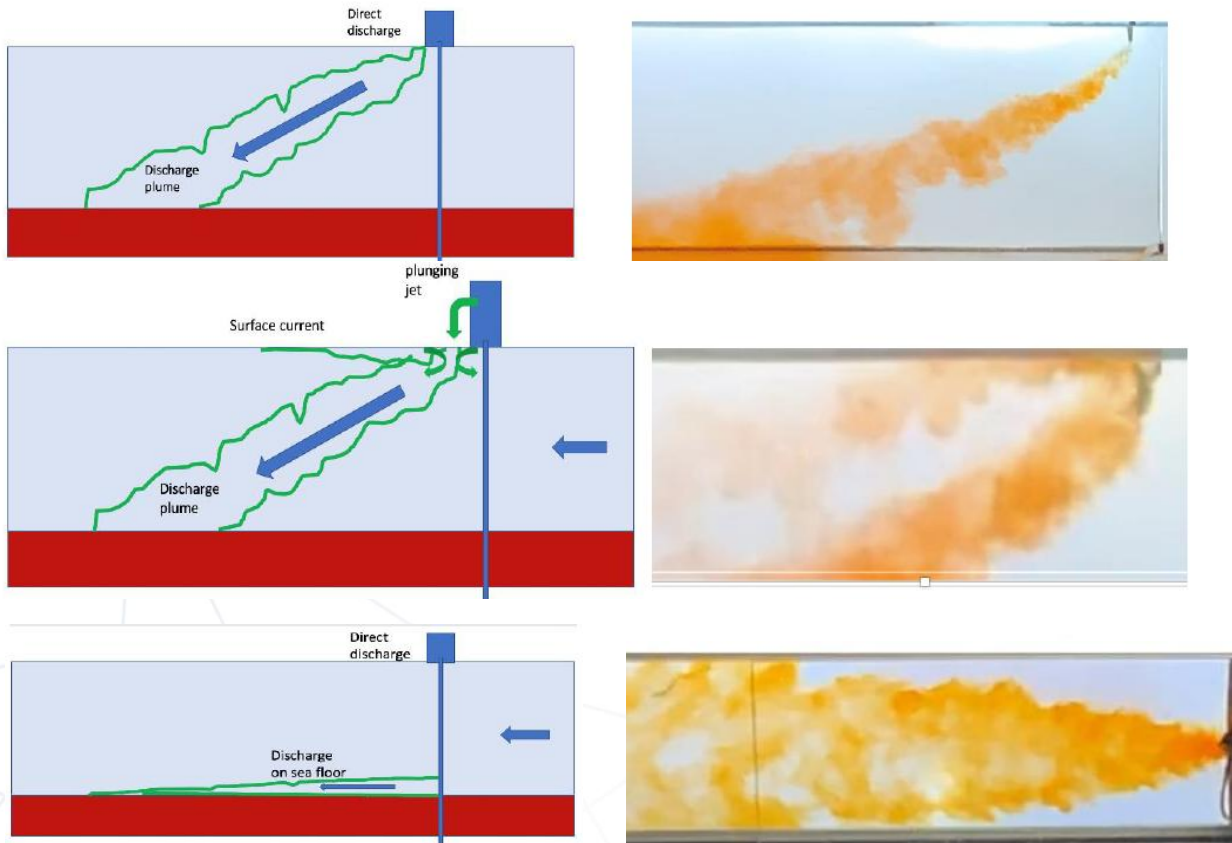 Direct
discharge
Discharge
plume
plunging
jet
Surface current
Discharge
plume
Direct
discharge
Discharge
on sea floor